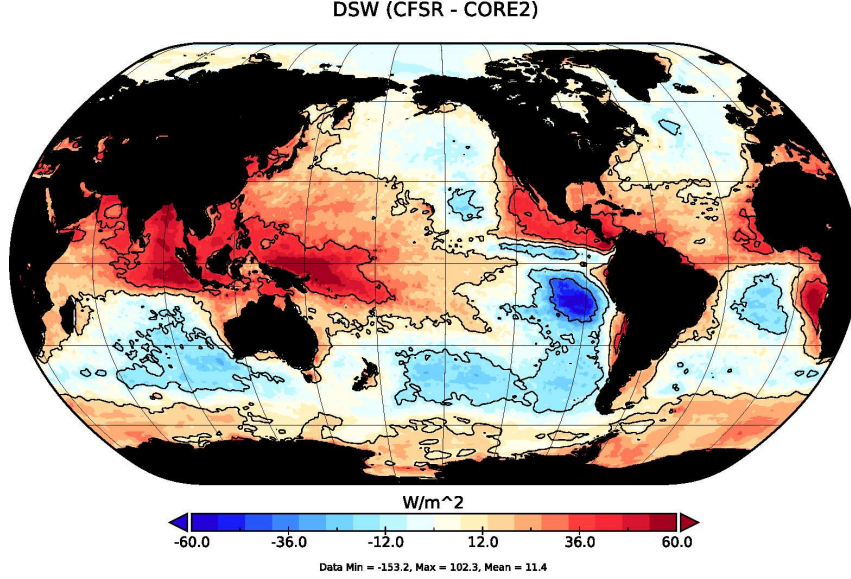 DSW (CFSR - CORE2)
W/m^2
-60.0 -36.0 -12.0 12.0 36.0 60.0
Data Min = -153.2, Max = 102.3, Mean = 11.4